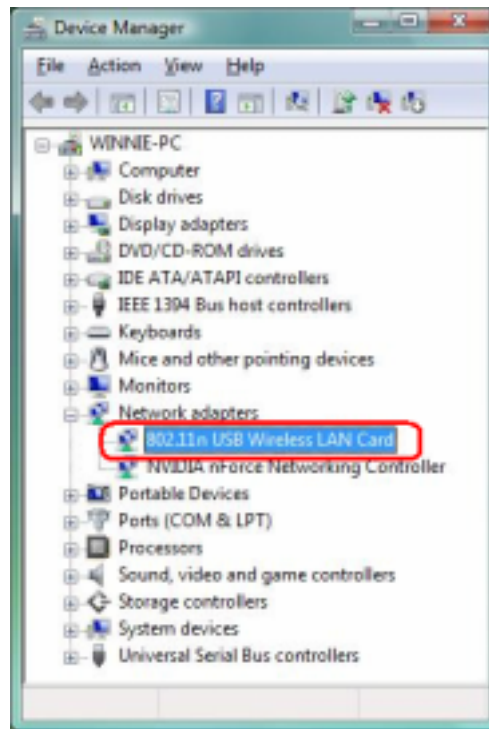 Device Manager
File Action View Help
WINNIE-PC
Computer
Disk drives
Display adapters
DVD/CD-ROM drives
IDE ATA/ATAPI controllers
IEEE 1394 Bus host controllers
Keyboards
Mice and other pointing devices
Monitors
Network adapters
802.11n USB Wireless LAN Card
NVIDIA nForce Networking Controller
Portable Devices
Ports (COM & LPT)
Processors
Sound, video and game controllers
Storage controllers
System devices
Universal Serial Bus controllers